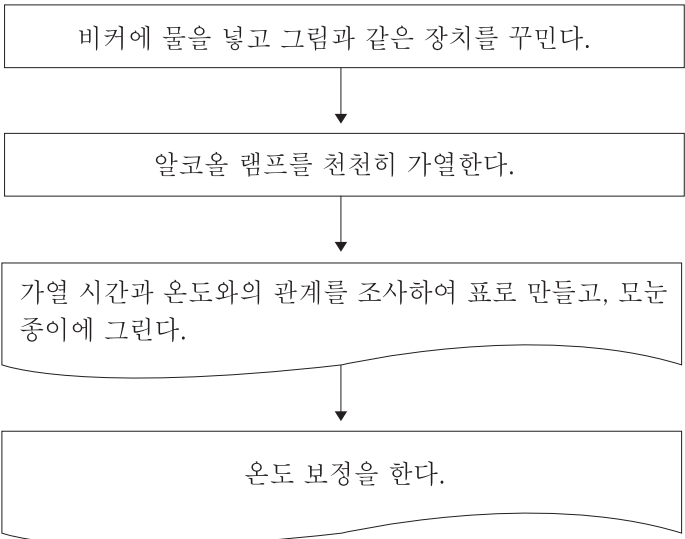 비커에 물을 넣고 그림과 같은 장치를 꾸민다.
알코올 램프를 천천히 가열한다.
가열 시간과 온도와의 관계를 조사하여 표로 만들고, 모눈
종이에 그린다.
온도 보정을 한다.